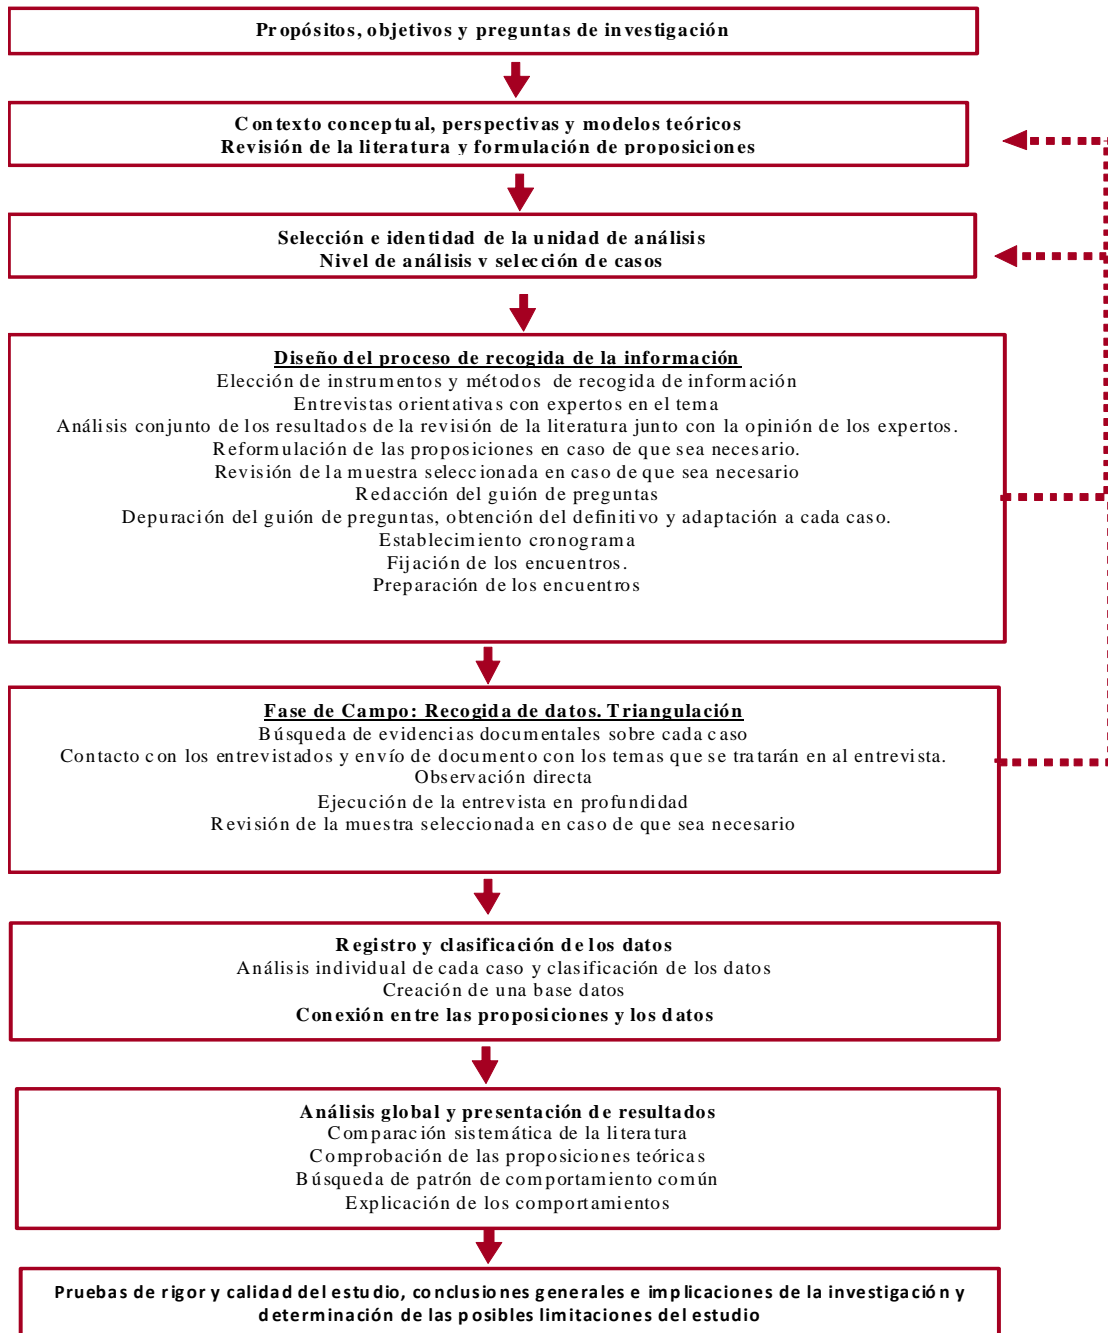 Propósitos, objetivos y preguntas de investigación
Contexto conceptual, perspectivas y modelos teóricos
Revisión de la literatura y formulación de proposiciones
Selección e identidad de la unidad de análisis
Nivel de análisis y selección de casos
Diseño del proceso de recogida de la información
Elección de instrumentos y métodos de recogida de información
Entrevistas orientativas con expertos en el tema
Análisis conjunto de los resultados de la revisión de la literatura junto con la opinión de los expertos.
Reformulación de las proposiciones en caso de que sea necesario.
Revisión de la muestra seleccionada en caso de que sea necesario
Redacción del guión de preguntas
Depuración del guión de preguntas, obtención del definitivo y adaptación a cada caso.
Establecimiento cronograma
Fijación de los encuentros.
Preparación de los encuentros
Fase de Campo: Recogida de datos. Triangulación
Búsqueda de evidencias documentales sobre cada caso
Contacto con los entrevistados y envío de documento con los temas que se tratarán en al entrevista.
Observación directa
Ejecución de la entrevista en profundidad
Revisión de la muestra seleccionada en caso de que sea necesario
Registro y clasificación de los datos
Análisis individual de cada caso y clasificación de los datos
Creación de una base datos
Conexión entre las proposiciones y los datos
Análisis global y presentación de resultados
Comparación sistemática de la literatura
Comprobación de las proposiciones teóricas
Búsqueda de patrón de comportamiento común
Explicación de los comportamientos
Pruebas de rigor y calidad del estudio, conclusiones generales e implicaciones de la investigación y
determinación de las posibles limitaciones del estudio